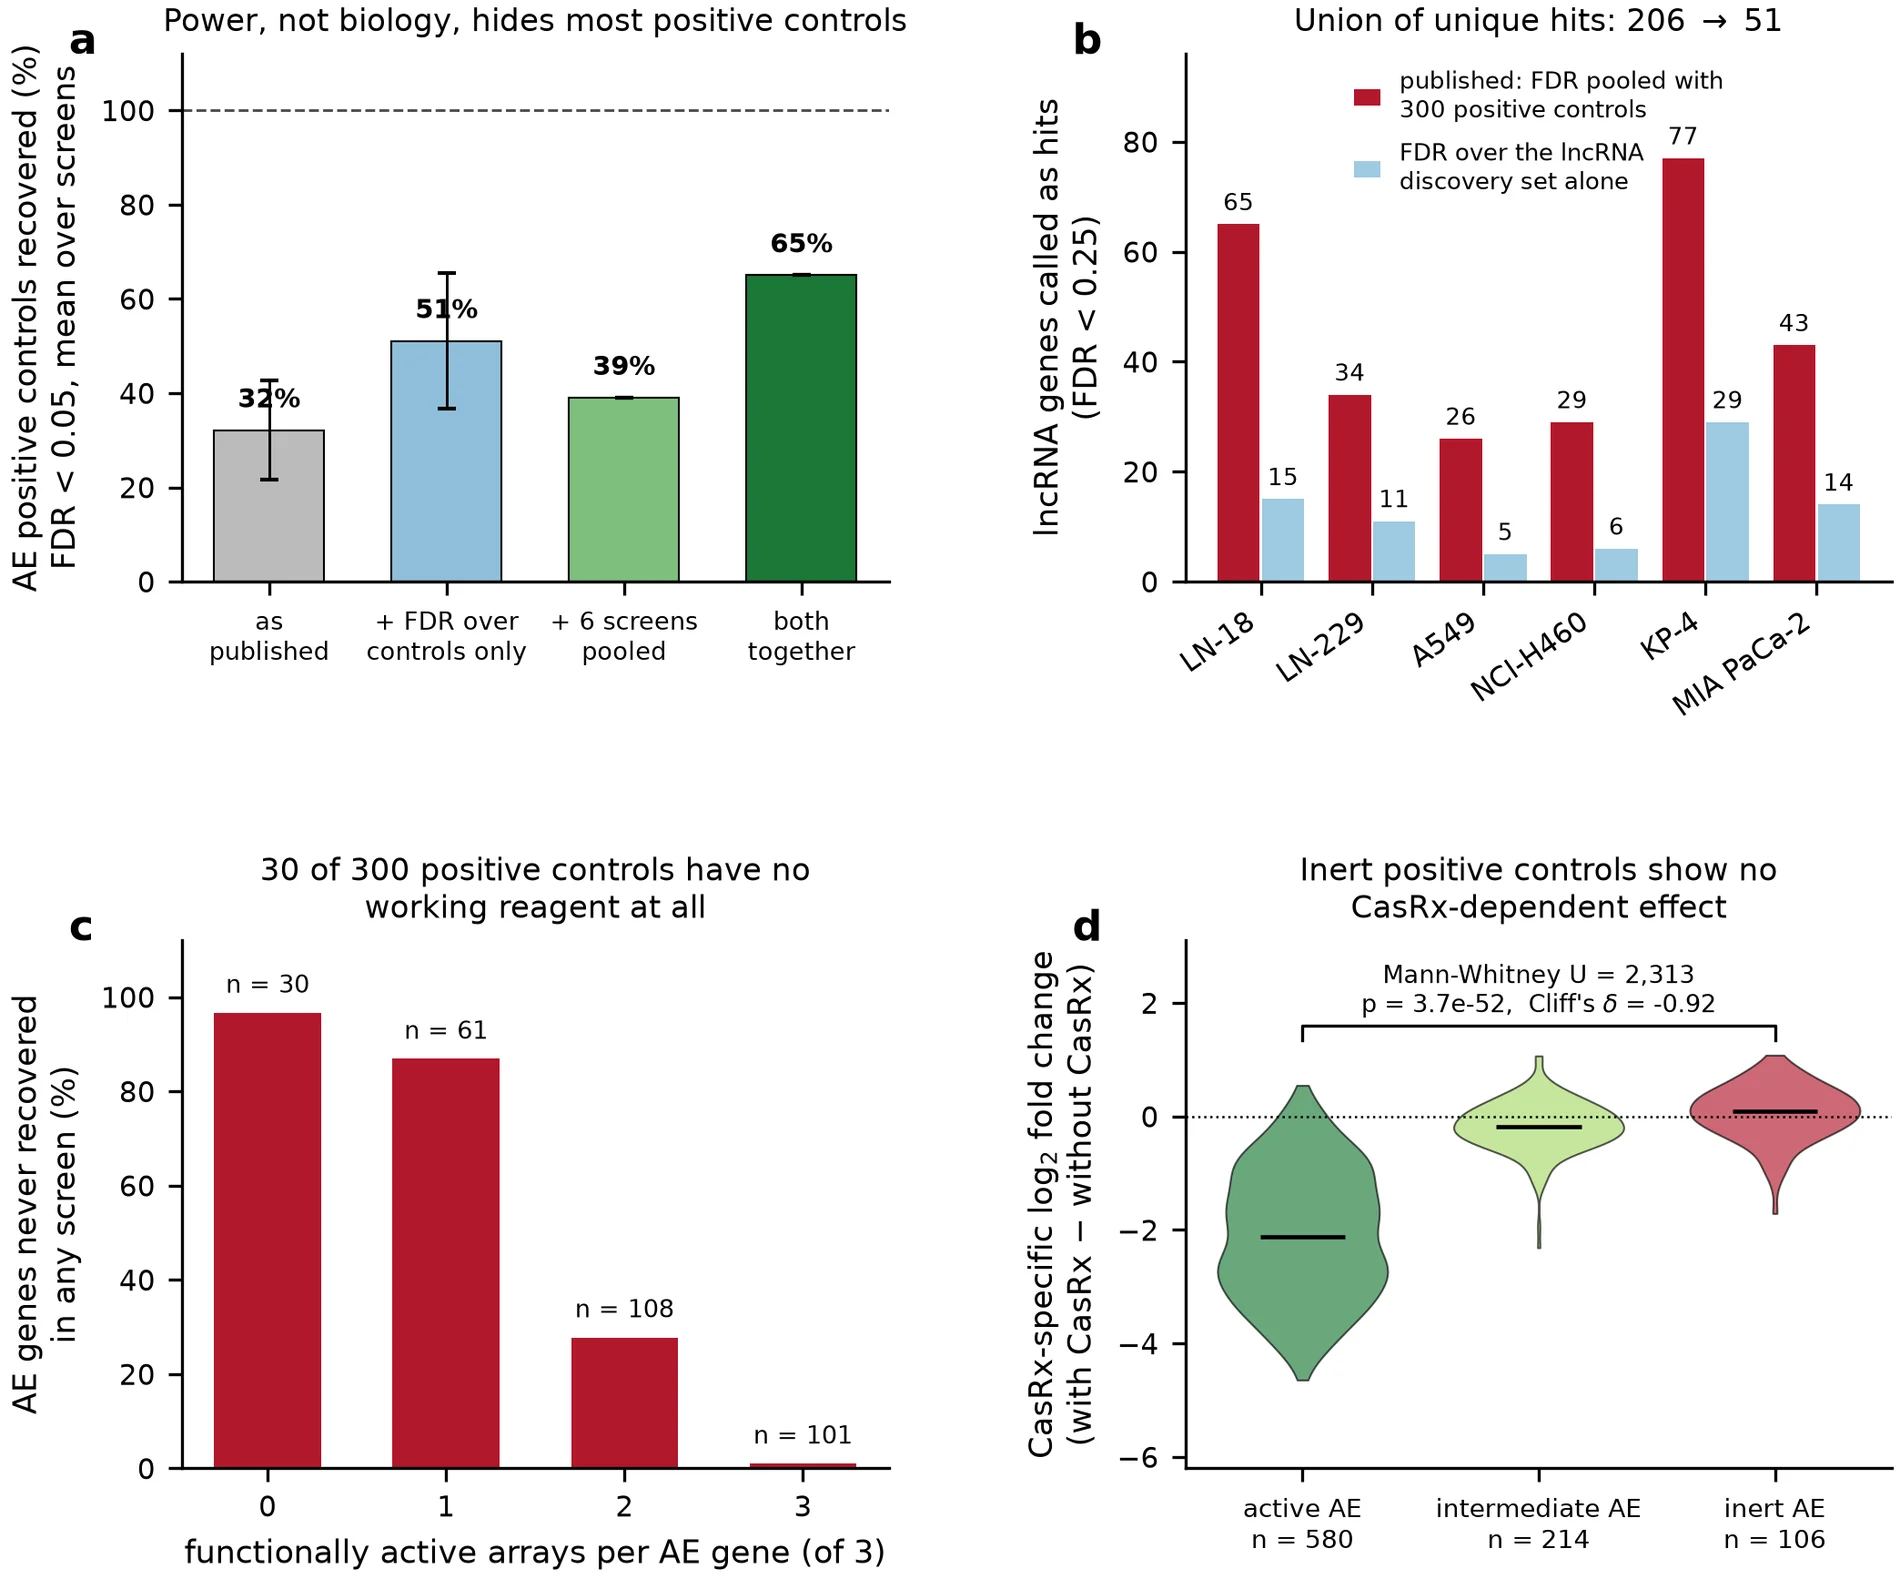 a
Power, not biology, hides most positive controls
AE positive controls recovered (%)
FDR < 0.05, mean over screens
100
80
60
40
20
0
32%
51%
39%
65%
as
published
+ FDR over
controls only
+ 6 screens
pooled
both
together
b
Union of unique hits: 206 → 51
lncRNA genes called as hits
(FDR < 0.25)
80
60
40
20
0
published: FDR pooled with
300 positive controls
FDR over the lncRNA
discovery set alone
65
15
34
11
26
5
29
6
77
29
43
14
LN-18
LN-229
A549
NCI-H460
KP-4
MIA PaCa-2
c
30 of 300 positive controls have no
working reagent at all
AE genes never recovered
in any screen (%)
100
80
60
40
20
0
n = 30
n = 61
n = 108
n = 101
0
1
2
3
functionally active arrays per AE gene (of 3)
d
Inert positive controls show no
CasRx-dependent effect
CasRx-specific log₂ fold change
(with CasRx − without CasRx)
2
0
−2
−4
−6
Mann-Whitney U = 2,313
p = 3.7e-52, Cliff's δ = -0.92
active AE
n = 580
intermediate AE
n = 214
inert AE
n = 106